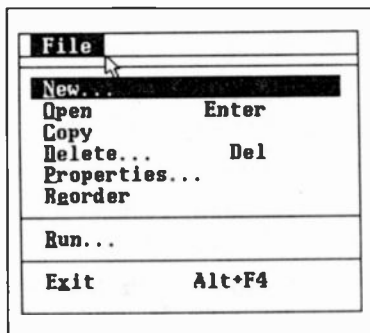 File
New...
Open Enter
Copy
Delete... Del
Properties...
Reorder
Run...
Exit Alt+F4